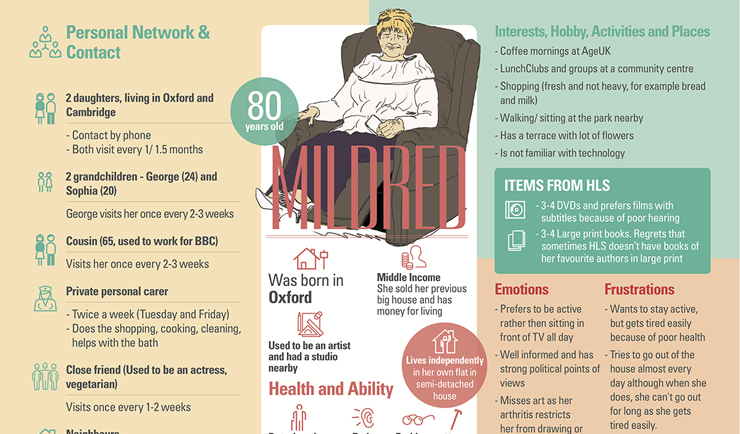 Personal Network &
Contact
2 daughters, living in Oxford and
Cambridge
- Contact by phone
- Both visit every 1/ 1.5 months
2 grandchildren - George (24) and
Sophia (20)
George visits her once every 2-3 weeks
Cousin (65, used to work for BBC)
Visits her once every 2-3 weeks
Private personal carer
- Twice a week (Tuesday and Friday)
- Does the shopping, cooking, cleaning,
helps with the bath
Close friend (Used to be an actress,
vegetarian)
Visits once every 1-2 weeks
Neighbours
80
years old
MILDRED
Was born in
Oxford
Middle Income
She sold her previous
big house and has
money for living
Used to be an artist
and had a studio
nearby
Lives independently
in her own flat in
semi-detached
house
Health and Ability
Interests, Hobby, Activities and Places
- Coffee mornings at AgeUK
- LunchClubs and groups at a community centre
- Shopping (fresh and not heavy, for example bread
and milk)
- Walking/ sitting at the park nearby
- Has a terrace with lot of flowers
- Is not familiar with technology
ITEMS FROM HLS
- 3-4 DVDs and prefers films with
subtitles because of poor hearing
- 3-4 Large print books. Regrets that
sometimes HLS doesn't have books of
her favourite authors in large print
Emotions
- Prefers to be active
rather then sitting in
front of TV all day
- Well informed and has
strong political points of
views
- Misses art as her
arthritis restricts
her from drawing or
Frustrations
- Wants to stay active,
but gets tired easily
because of poor health
- Tries to go out of the
house almost every
day although when she
does, she can't go out
for long as she gets
tired easily.